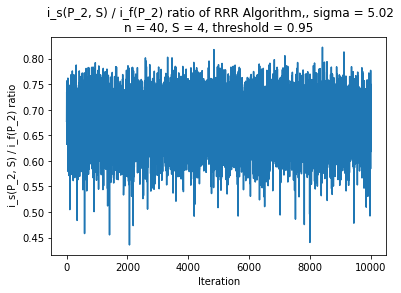 i_s(P_2, S) / i_f(P_2) ratio of RRR Algorithm,, sigma = 5.02
n = 40, S = 4, threshold = 0.95
i_s(P_2, S) / i_f(P_2) ratio
0.80
0.75
0.70
0.65
0.60
0.55
0.50
0.45
0 2000 4000 6000 8000 10000
Iteration